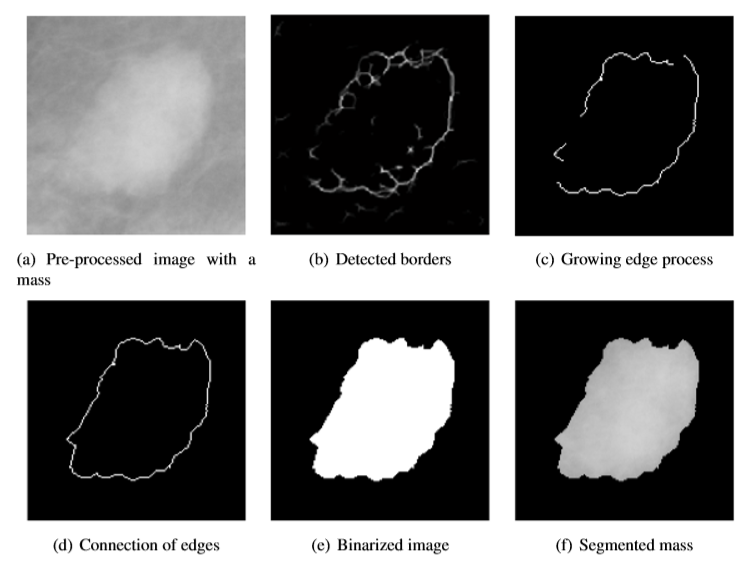 (a) Pre-processed image with a
mass
(b) Detected borders
(c) Growing edge process
(d) Connection of edges
(e) Binarized image
(f) Segmented mass